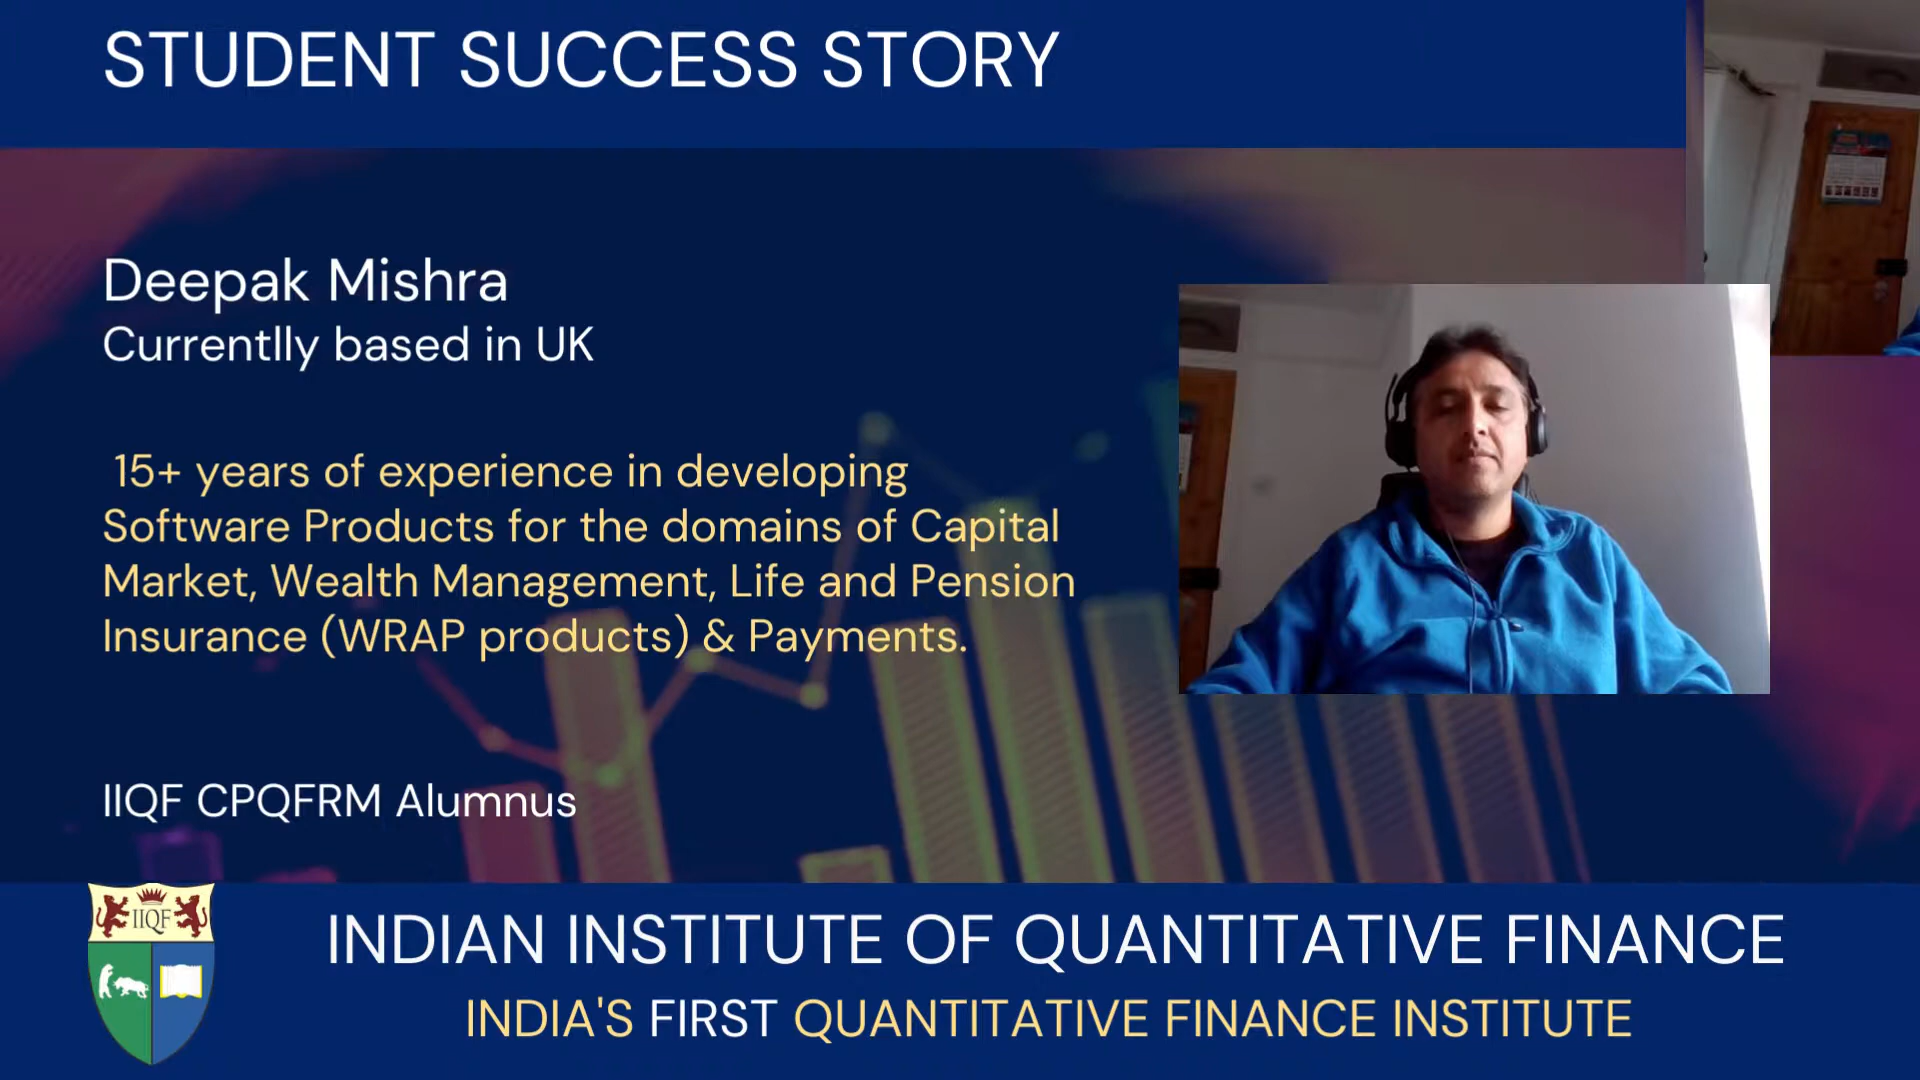 STUDENT SUCCESS STORY
Deepak Mishra
Currentlly based in UK
15+ years of experience in developing
Software Products for the domains of Capital
Market, Wealth Management, Life and Pension
Insurance (WRAP products) & Payments.
IIQF CPQFRM Alumnus
IIQF
INDIAN INSTITUTE OF QUANTITATIVE FINANCE
INDIA'S FIRST QUANTITATIVE FINANCE INSTITUTE